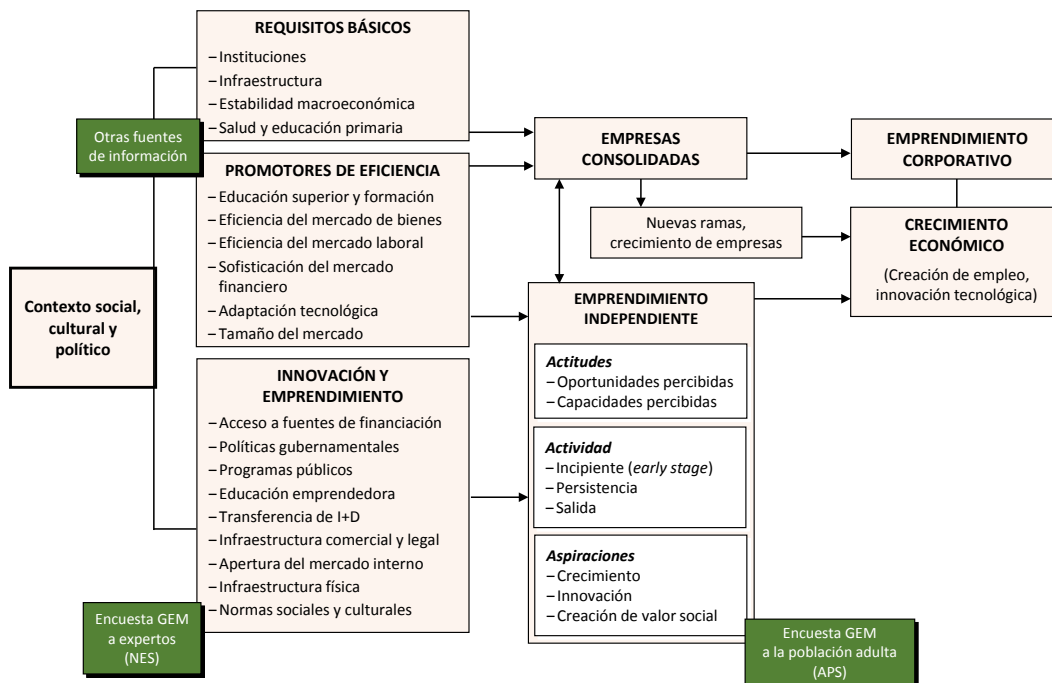 REQUISITOS BÁSICOS
– Instituciones
– Infraestructura
– Estabilidad macroeconómica
– Salud y educación primaria
Otras fuentes
de información
PROMOTORES DE EFICIENCIA
– Educación superior y formación
– Eficiencia del mercado de bienes
– Eficiencia del mercado laboral
– Sofisticación del mercado
financiero
– Adaptación tecnológica
– Tamaño del mercado
Contexto social,
cultural y
político
INNOVACIÓN Y
EMPRENDIMIENTO
– Acceso a fuentes de financiación
– Políticas gubernamentales
– Programas públicos
– Educación emprendedora
– Transferencia de I+D
– Infraestructura comercial y legal
– Apertura del mercado interno
– Infraestructura física
– Normas sociales y culturales
Encuesta GEM
a expertos
(NES)
EMPRESAS
CONSOLIDADAS
EMPRENDIMIENTO
CORPORATIVO
Nuevas ramas,
crecimiento de empresas
CRECIMIENTO
ECONÓMICO
(Creación de empleo,
innovación tecnológica)
EMPRENDIMIENTO
INDEPENDIENTE
Actitudes
– Oportunidades percibidas
– Capacidades percibidas
Actividad
– Incipiente (early stage)
– Persistencia
– Salida
Aspiraciones
– Crecimiento
– Innovación
– Creación de valor social
Encuesta GEM
a la población adulta
(APS)